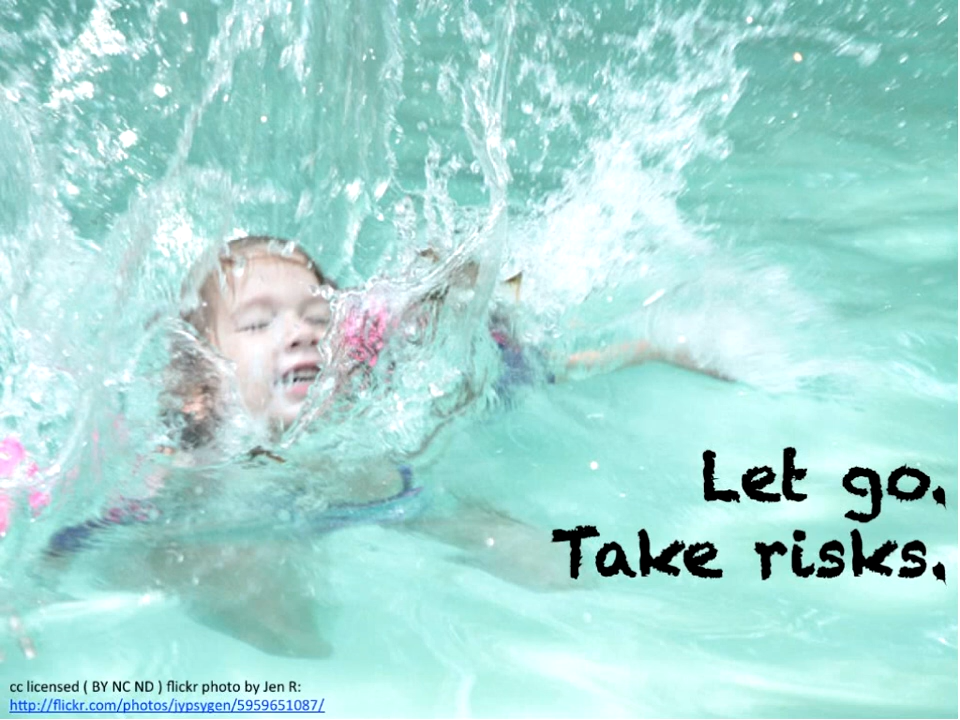 Let go.
Take risks.
cc licensed ( BY NC ND ) flickr photo by Jen R:
http://flickr.com/photos/jypsygen/5959651087/